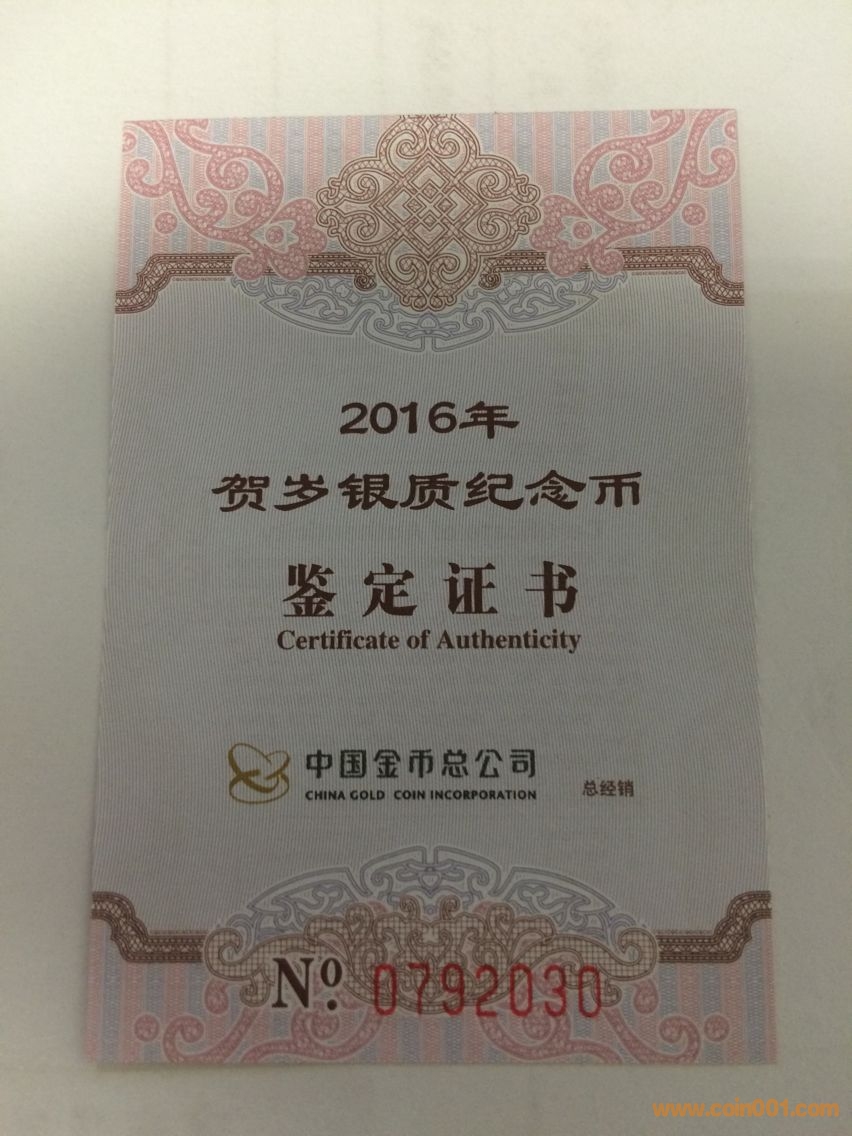 2016年
贺岁银质纪念币
鉴定证书
Certificate of Authenticity
中国金币总公司
CHINA GOLD COIN INCORPORATION
总经销
Nº. 0792030
www.coin001.com